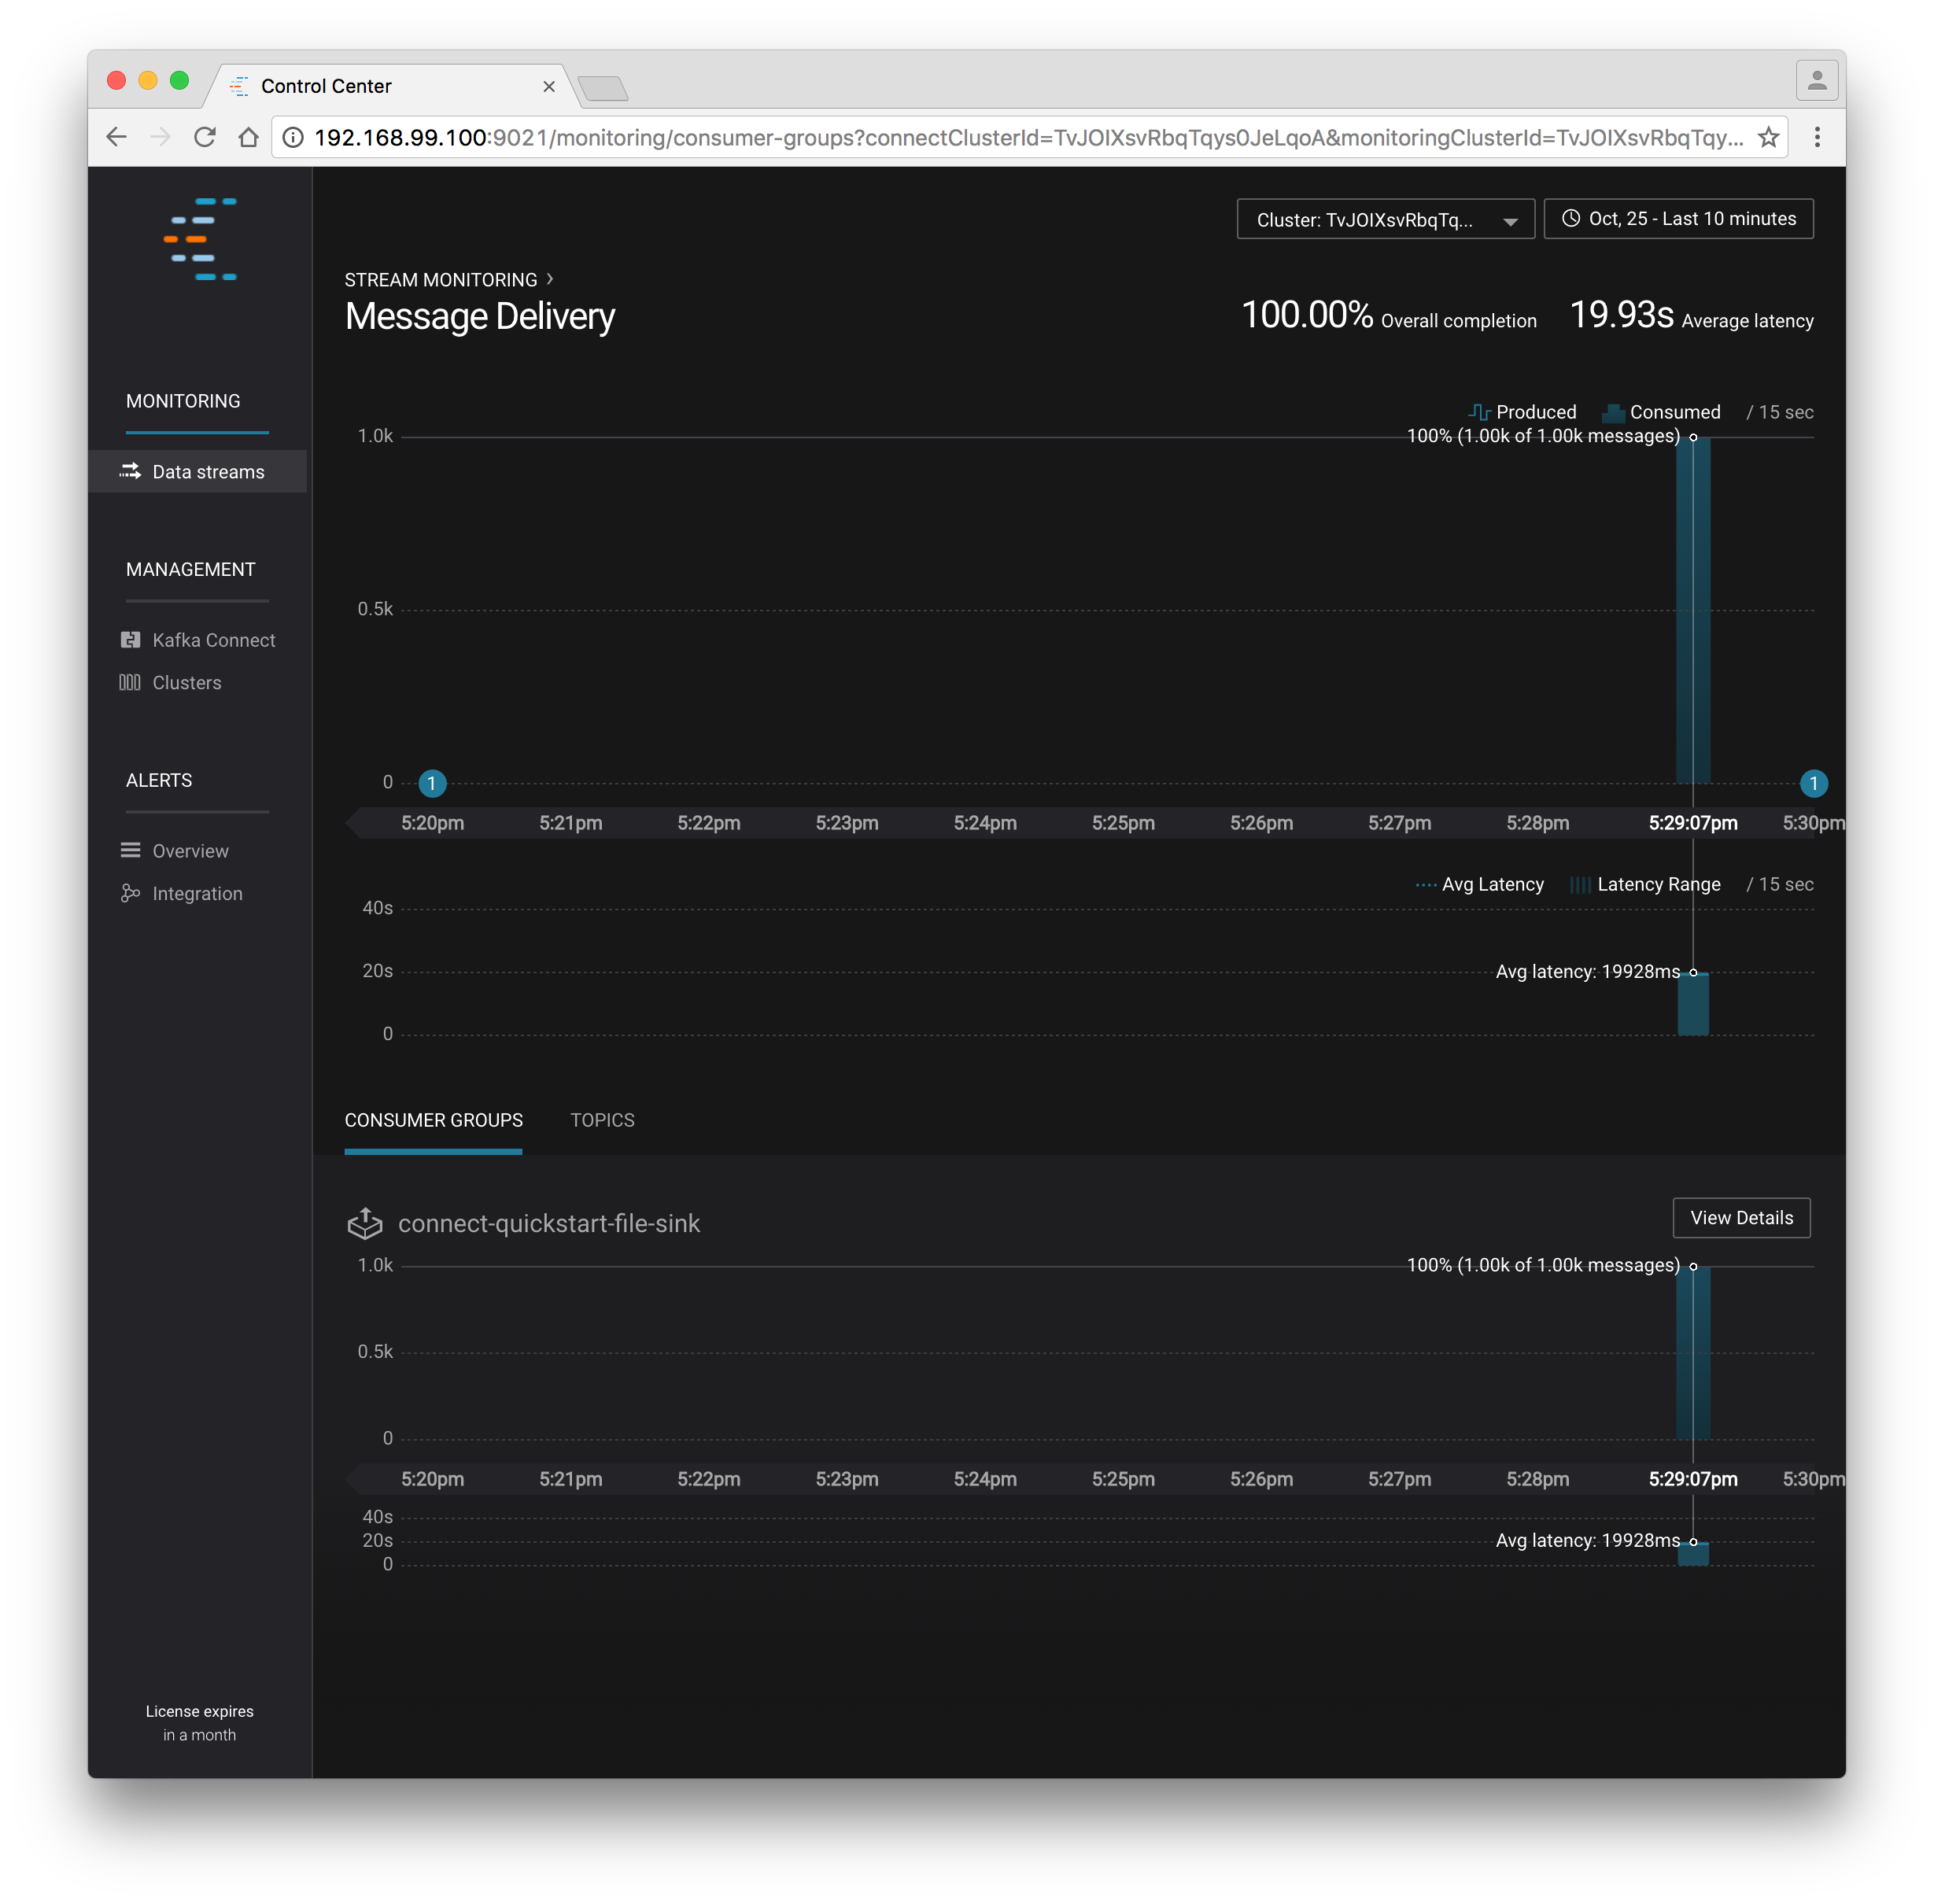 Control Center
192.168.99.100:9021/monitoring/consumer-groups?connectClusterId=TvJOIXsvRbqTqys0JeLqoA&monitoringClusterId=TvJOIXsvRbqTqy...
Cluster: TvJOIXsvRbqTq...
Oct, 25 - Last 10 minutes
STREAM MONITORING ›
Message Delivery
100.00% Overall completion 19.93s Average latency
MONITORING
Data streams
MANAGEMENT
Kafka Connect
Clusters
ALERTS
Overview
Integration
License expires
in a month
Produced Consumed / 15 sec
1.0k
100% (1.00k of 1.00k messages)
0.5k
0
1 1
5:20pm 5:21pm 5:22pm 5:23pm 5:24pm 5:25pm 5:26pm 5:27pm 5:28pm 5:29:07pm 5:30pm
Avg Latency Latency Range / 15 sec
40s
20s
Avg latency: 19928ms
0
CONSUMER GROUPS TOPICS
connect-quickstart-file-sink
View Details
1.0k
100% (1.00k of 1.00k messages)
0.5k
0
5:20pm 5:21pm 5:22pm 5:23pm 5:24pm 5:25pm 5:26pm 5:27pm 5:28pm 5:29:07pm 5:30pm
40s
20s
Avg latency: 19928ms
0